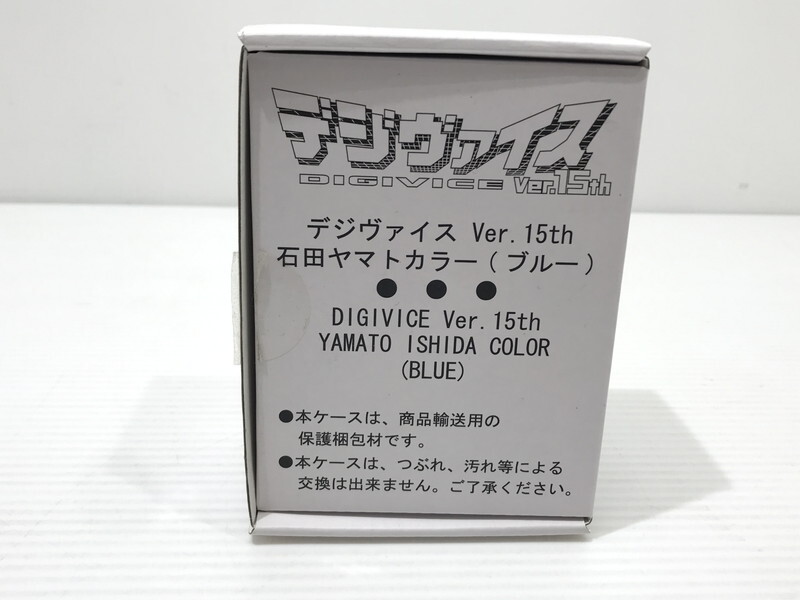 デジヴァイス
DIGIVICE Ver.15th
デジヴァイス Ver.15th
石田ヤマトカラー(ブルー)
●●●
DIGIVICE Ver.15th
YAMATO ISHIDA COLOR
(BLUE)
●本ケースは、商品輸送用の
保護梱包材です。
●本ケースは、つぶれ、汚れ等による
交換は出来ません。ご了承ください。